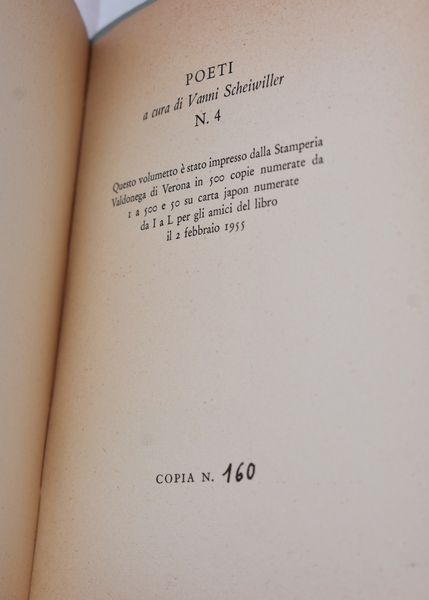 POETI
a cura di Vanni Scheiwiller
N. 4
Questo volumetto è stato impresso dalla Stamperia
Valdonega di Verona in 500 copie numerate da
1 a 500 e 50 su carta japon numerate
da I a L per gli amici del libro
il 2 febbraio 1955
COPIA N. 160